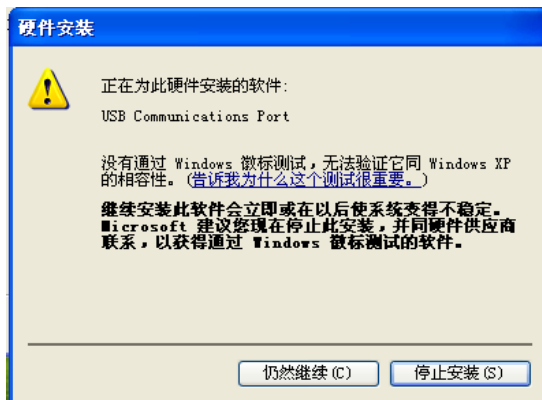 硬件安装
正在为此硬件安装的软件:
USB Communications Port
没有通过 Windows 徽标测试，无法验证它同 Windows XP
的相容性。(告诉我为什么这个测试很重要。)
继续安装此软件会立即或在以后使系统变得不稳定。
Microsoft 建议您现在停止此安装，并同硬件供应商
联系，以获得通过 Windows 徽标测试的软件。
仍然继续(C)
停止安装(S)